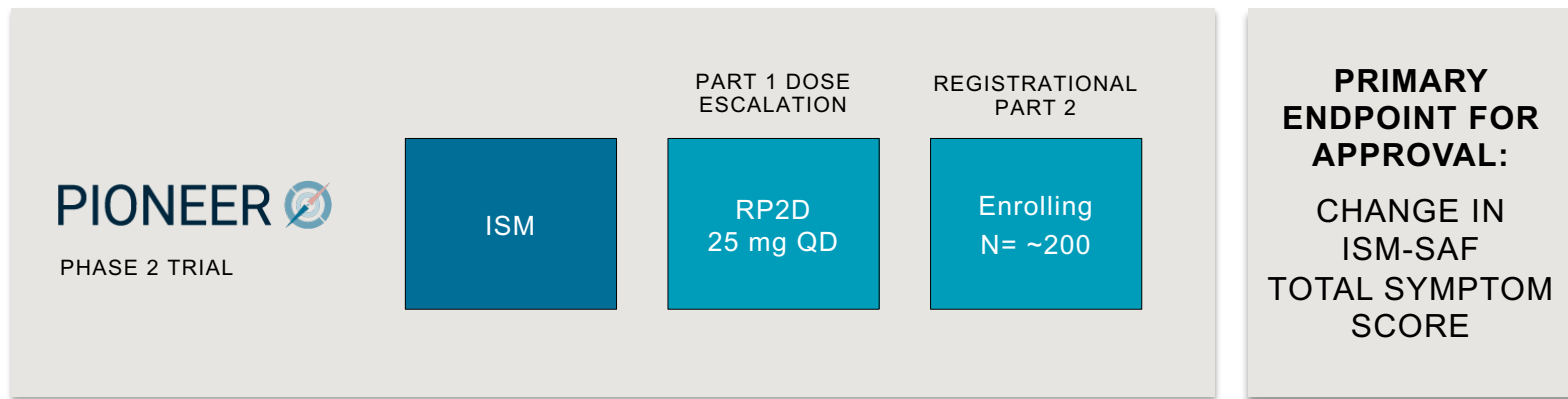 PIONEER
PHASE 2 TRIAL
ISM
PART 1 DOSE
ESCALATION
RP2D
25 mg QD
REGISTRATIONAL
PART 2
Enrolling
N= ~200
PRIMARY
ENDPOINT FOR
APPROVAL:
CHANGE IN
ISM-SAF
TOTAL SYMPTOM
SCORE